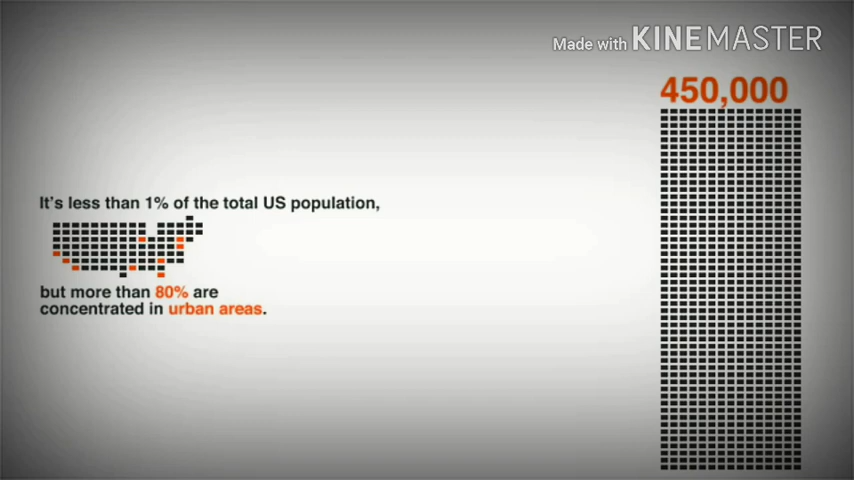 Made with KINEMASTER
450,000
It's less than 1% of the total US population,
but more than 80% are
concentrated in urban areas.